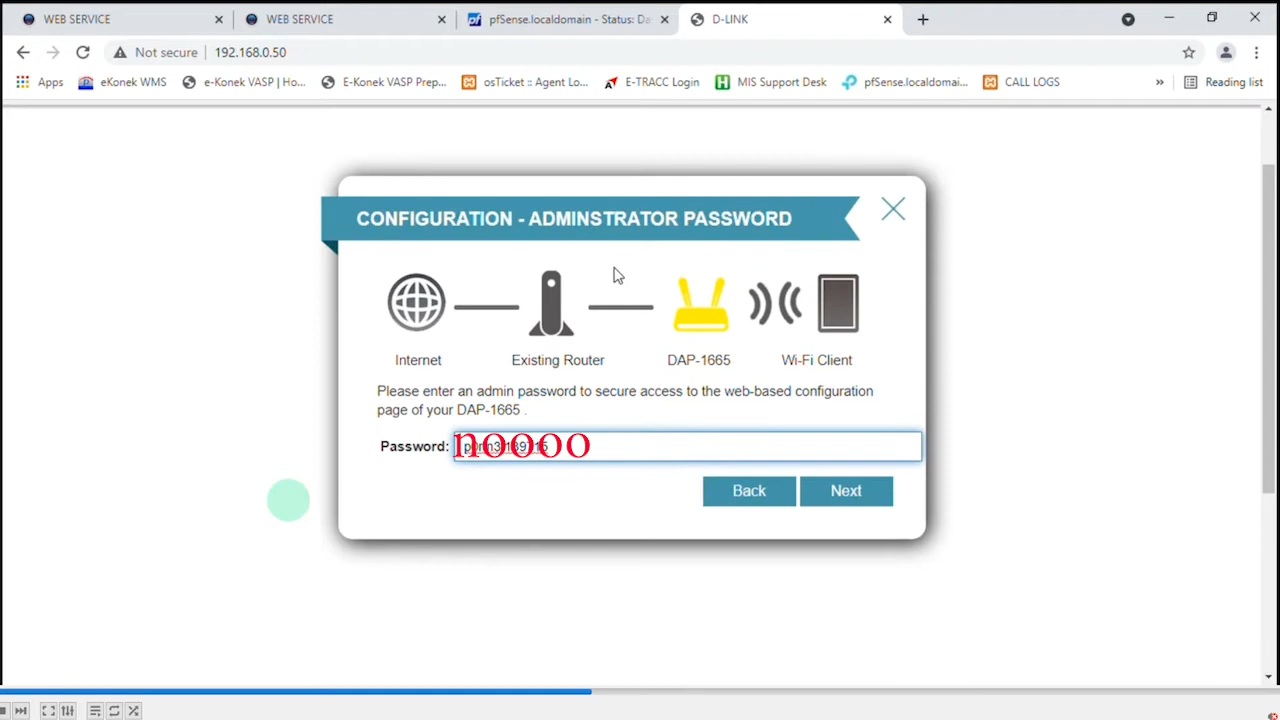 WEB SERVICE
WEB SERVICE
pfSense.localdomain - Status: Da
D-LINK
Not secure
192.168.0.50
Apps
eKonek WMS
e-Konek VASP | Ho...
E-Konek VASP Prep...
osTicket :: Agent Lo...
E-TRACC Login
MIS Support Desk
pfSense.localdomai...
CALL LOGS
»
Reading list
CONFIGURATION - ADMINSTRATOR PASSWORD
Internet
Existing Router
DAP-1665
Wi-Fi Client
Please enter an admin password to secure access to the web-based configuration
page of your DAP-1665 .
Password:
noooo
Back
Next